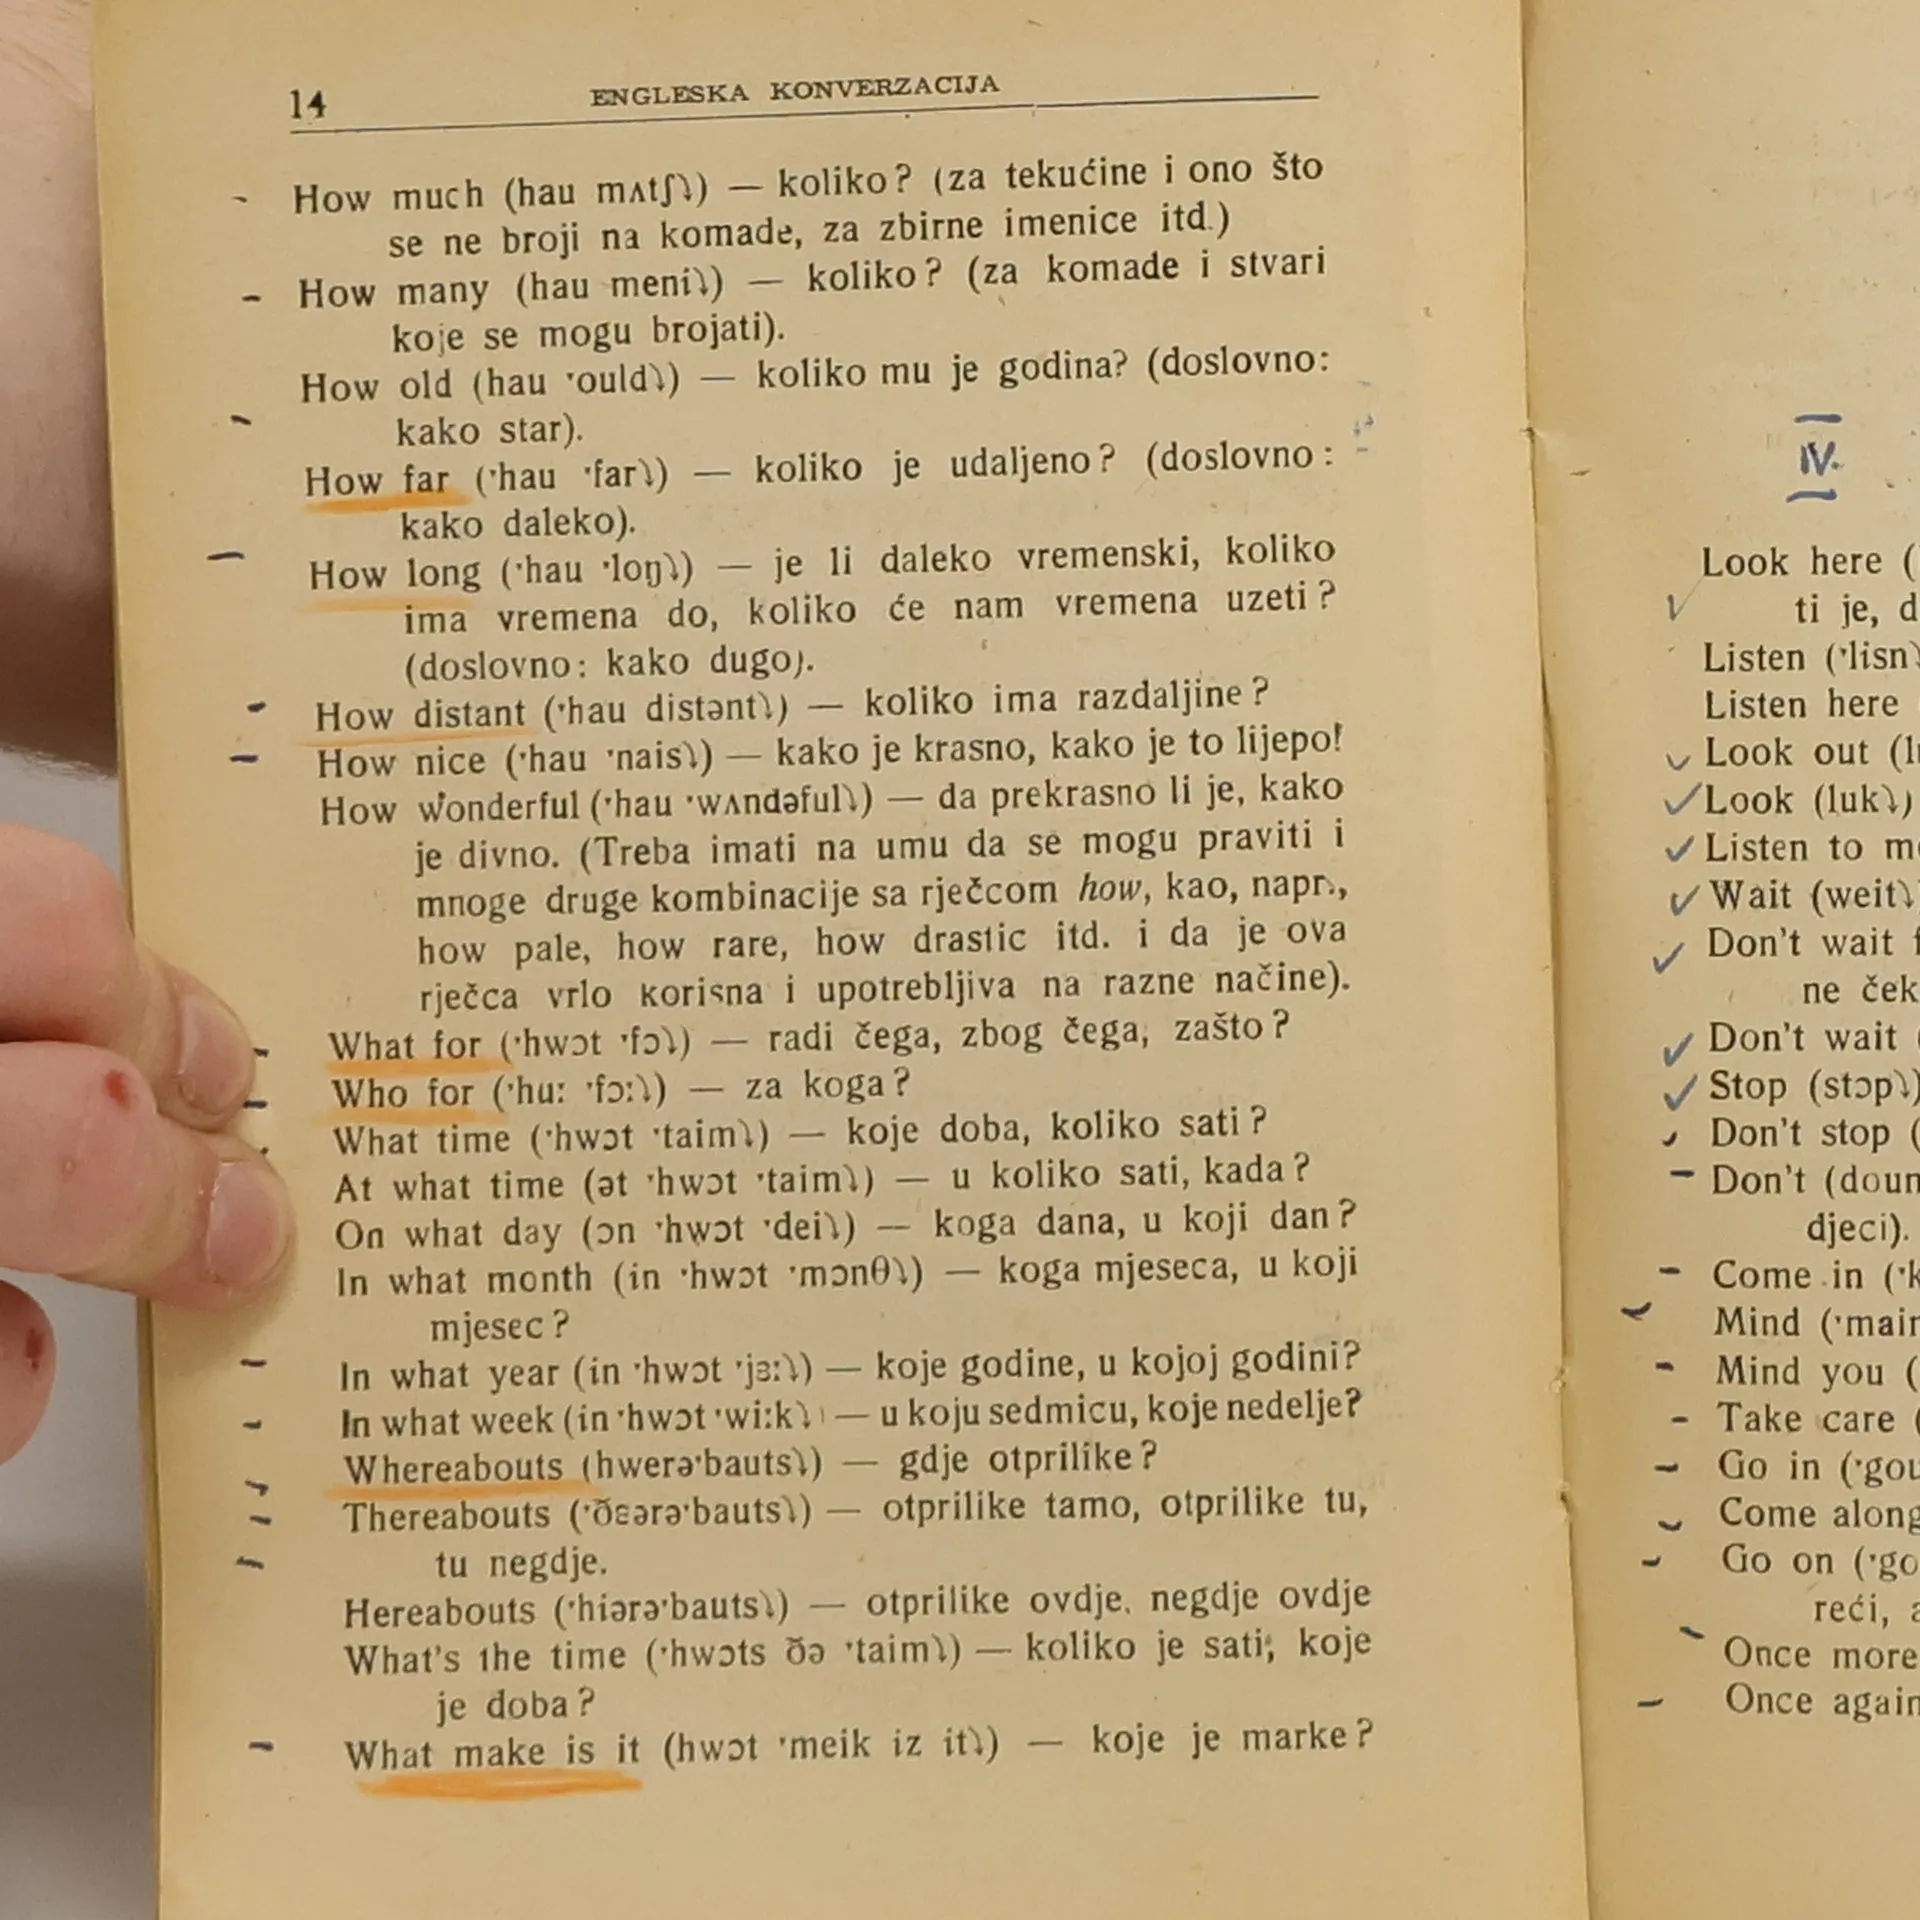 14 ENGLESKA KONVERZACIJA
How much (hau mʌtʃ⤵) — koliko? (za tekućine i ono što
se ne broji na komade, za zbirne imenice itd.)
How many (hau meni⤵) — koliko? (za komade i stvari
koje se mogu brojati).
How old (hau 'ould⤵) — koliko mu je godina? (doslovno:
kako star).
How far ('hau 'far⤵) — koliko je udaljeno? (doslovno:
kako daleko).
How long ('hau 'loŋ⤵) — je li daleko vremenski, koliko
ima vremena do, koliko će nam vremena uzeti?
(doslovno: kako dugo).
How distant ('hau distənt⤵) — koliko ima razdaljine?
How nice ('hau 'nais⤵) — kako je krasno, kako je to lijepo!
How wonderful ('hau 'wʌndəful⤵) — da prekrasno li je, kako
je divno. (Treba imati na umu da se mogu praviti i
mnoge druge kombinacije sa rječcom how, kao, napr.,
how pale, how rare, how drastic itd. i da je ova
rječca vrlo korisna i upotrebljiva na razne načine).
What for ('hwɔt 'fɔ⤵) — radi čega, zbog čega, zašto?
Who for ('hu: 'fɔ:⤵) — za koga?
What time ('hwɔt 'taim⤵) — koje doba, koliko sati?
At what time (ət 'hwɔt 'taim⤵) — u koliko sati, kada?
On what day (ɔn 'hwɔt 'dei⤵) — koga dana, u koji dan?
In what month (in 'hwɔt 'mɔnθ⤵) — koga mjeseca, u koji
mjesec?
In what year (in 'hwɔt 'jɜ:⤵) — koje godine, u kojoj godini?
In what week (in 'hwɔt 'wi:k⤵) — u koju sedmicu, koje nedelje?
Whereabouts (hwerə'bauts⤵) — gdje otprilike?
Thereabouts ('ðɛərə'bauts⤵) — otprilike tamo, otprilike tu,
tu negdje.
Hereabouts ('hiərə'bauts⤵) — otprilike ovdje, negdje ovdje
What's the time ('hwɔts ðə 'taim⤵) — koliko je sati, koje
je doba?
What make is it (hwɔt 'meik iz it⤵) — koje je marke?
IV.
Look here (
ti je, d
Listen ('lisn⤵
Listen here
Look out (
Look (luk⤵)
Listen to
Wait (weit⤵
Don't wait
ne ček
Don't wait (
Stop (stɔp⤵)
Don't stop (
Don't (doun
djeci).
Come in ('k
Mind ('main
Mind you (
Take care (
Go in ('gou
Come along
Go on ('go
reći,
Once more
Once again